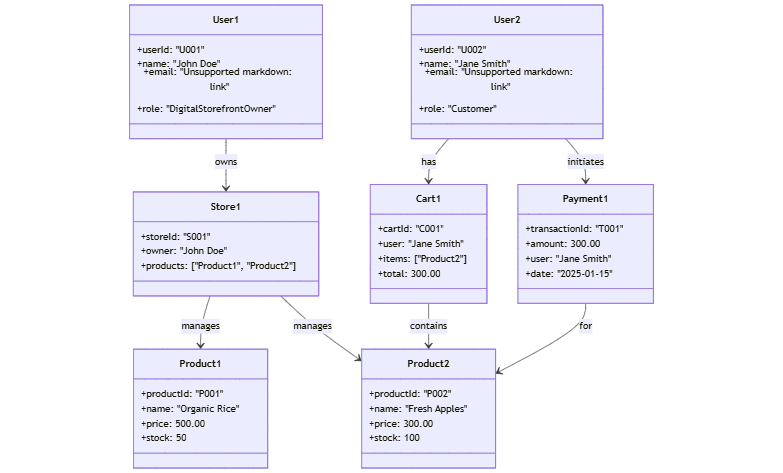 User1
+userId: "U001"
+name: "John Doe"
+email: "Unsupported markdown:
link"
+role: "DigitalStorefrontOwner"
User2
+userId: "U002"
+name: "Jane Smith"
+email: "Unsupported markdown:
link"
+role: "Customer"
owns
has
initiates
Store1
+storeId: "S001"
+owner: "John Doe"
+products: ["Product1", "Product2"]
Cart1
+cartId: "C001"
+user: "Jane Smith"
+items: ["Product2"]
+total: 300.00
Payment1
+transactionId: "T001"
+amount: 300.00
+user: "Jane Smith"
+date: "2025-01-15"
manages
manages
contains
for
Product1
+productId: "P001"
+name: "Organic Rice"
+price: 500.00
+stock: 50
Product2
+productId: "P002"
+name: "Fresh Apples"
+price: 300.00
+stock: 100